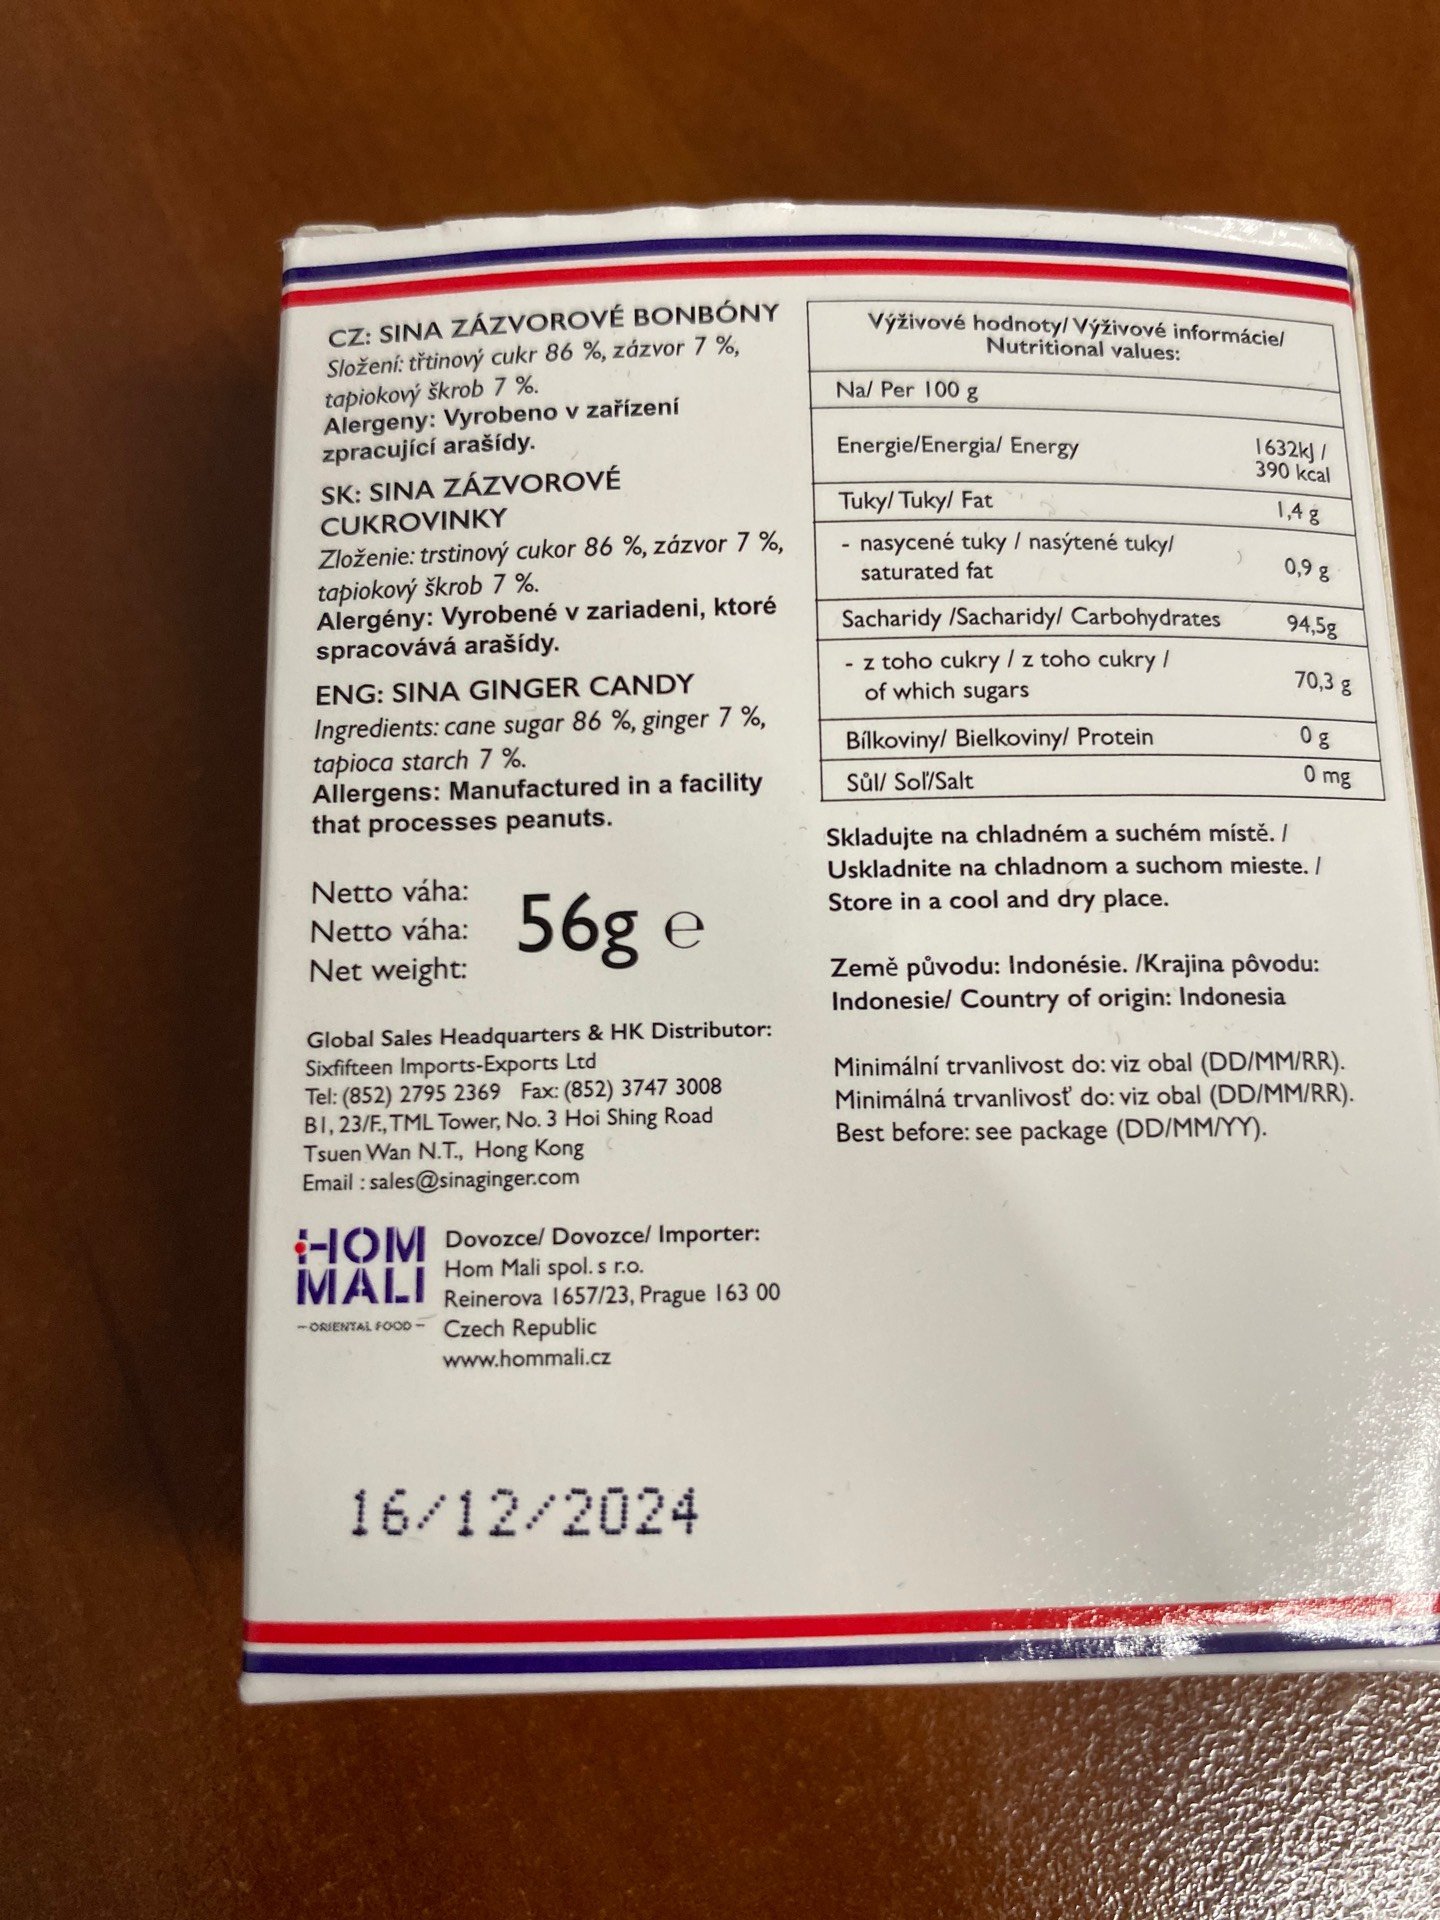 CZ: SINA ZÁZVOROVÉ BONBÓNY
Složení: třtinový cukr 86 %, zázvor 7 %,
tapiokový škrob 7 %.
Alergeny: Vyrobeno v zařízení
zpracující arašídy.
SK: SINA ZÁZVOROVÉ
CUKROVINKY
Zloženie: trstinový cukor 86 %, zázvor 7 %,
tapiokový škrob 7 %.
Alergény: Vyrobené v zariadeni, ktoré
spracovává arašídy.
ENG: SINA GINGER CANDY
Ingredients: cane sugar 86 %, ginger 7 %,
tapioca starch 7 %.
Allergens: Manufactured in a facility
that processes peanuts.
Netto váha:
Netto váha:
Net weight:
56g ℮
Global Sales Headquarters & HK Distributor:
Sixfifteen Imports-Exports Ltd
Tel: (852) 2795 2369 Fax: (852) 3747 3008
B1, 23/F., TML Tower, No. 3 Hoi Shing Road
Tsuen Wan N.T., Hong Kong
Email : sales@sinaginger.com
HOM
MALI
– ORIENTAL FOOD –
Dovozce/ Dovozce/ Importer:
Hom Mali spol. s r.o.
Reinerova 1657/23, Prague 163 00
Czech Republic
www.hommali.cz
16/12/2024
Výživové hodnoty/ Výživové informácie/
Nutritional values:
Na/ Per 100 g
Energie/Energia/ Energy 1632kJ /
390 kcal
Tuky/ Tuky/ Fat 1,4 g
- nasycené tuky / nasýtené tuky/
saturated fat 0,9 g
Sacharidy /Sacharidy/ Carbohydrates 94,5g
- z toho cukry / z toho cukry /
of which sugars 70,3 g
Bílkoviny/ Bielkoviny/ Protein 0 g
Sůl/ Soľ/Salt 0 mg
Skladujte na chladném a suchém místě. /
Uskladnite na chladnom a suchom mieste. /
Store in a cool and dry place.
Země původu: Indonésie. /Krajina pôvodu:
Indonesie/ Country of origin: Indonesia
Minimální trvanlivost do: viz obal (DD/MM/RR).
Minimálná trvanlivosť do: viz obal (DD/MM/RR).
Best before: see package (DD/MM/YY).